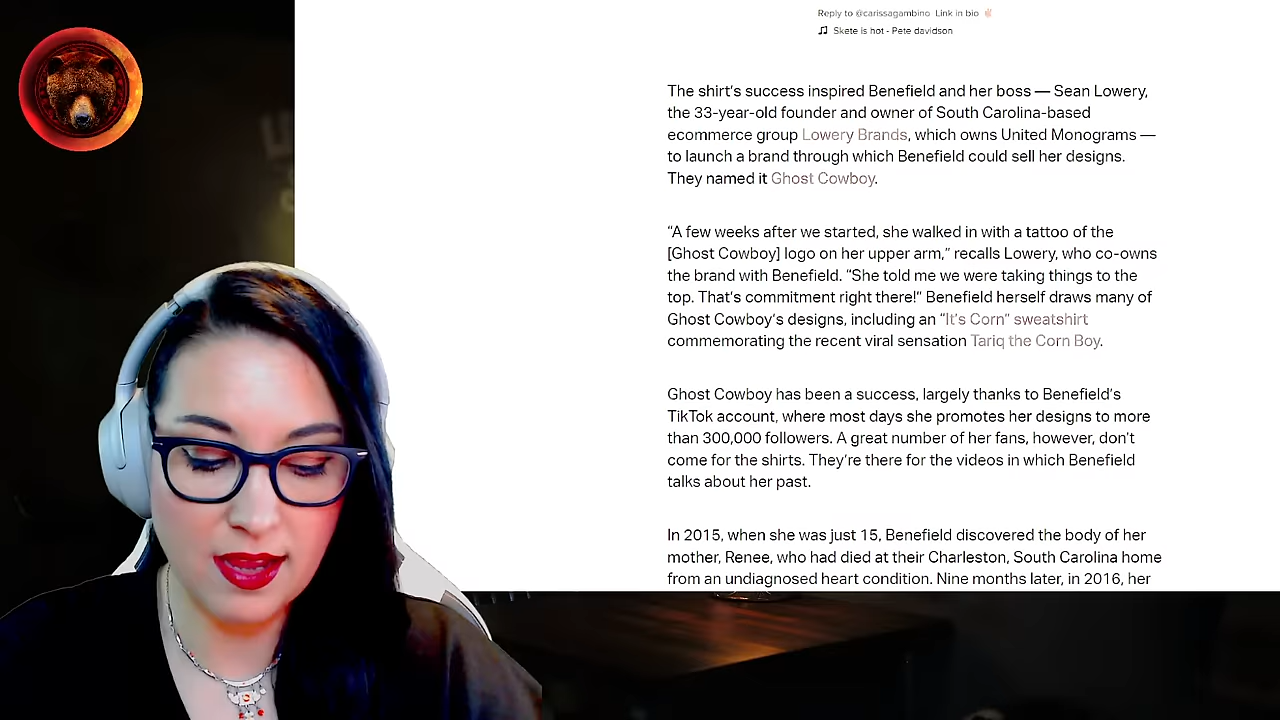 Reply to @carissagambino Link in bio ✌🏻
Skete is hot - Pete davidson
The shirt's success inspired Benefield and her boss — Sean Lowery,
the 33-year-old founder and owner of South Carolina-based
ecommerce group Lowery Brands, which owns United Monograms —
to launch a brand through which Benefield could sell her designs.
They named it Ghost Cowboy.
“A few weeks after we started, she walked in with a tattoo of the
[Ghost Cowboy] logo on her upper arm,” recalls Lowery, who co-owns
the brand with Benefield. “She told me we were taking things to the
top. That's commitment right there!” Benefield herself draws many of
Ghost Cowboy's designs, including an “It's Corn” sweatshirt
commemorating the recent viral sensation Tariq the Corn Boy.
Ghost Cowboy has been a success, largely thanks to Benefield's
TikTok account, where most days she promotes her designs to more
than 300,000 followers. A great number of her fans, however, don't
come for the shirts. They're there for the videos in which Benefield
talks about her past.
In 2015, when she was just 15, Benefield discovered the body of her
mother, Renee, who had died at their Charleston, South Carolina home
from an undiagnosed heart condition. Nine months later, in 2016, her